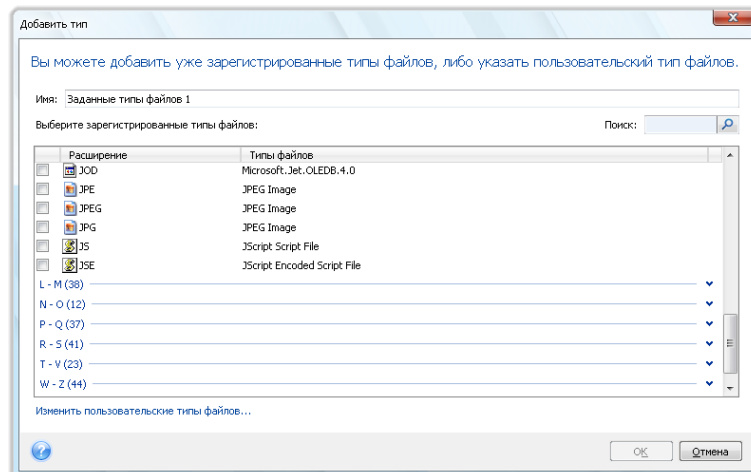 Добавить тип
Вы можете добавить уже зарегистрированные типы файлов, либо указать пользовательский тип файлов.
Имя: Заданные типы файлов 1
Выберите зарегистрированные типы файлов: Поиск:
Расширение Типы файлов
JOD Microsoft.Jet.OLEDB.4.0
JPE JPEG Image
JPEG JPEG Image
JPG JPEG Image
JS JScript Script File
JSE JScript Encoded Script File
L - M (38)
N - O (12)
P - Q (37)
R - S (41)
T - V (23)
W - Z (44)
Изменить пользовательские типы файлов...
OK Отмена